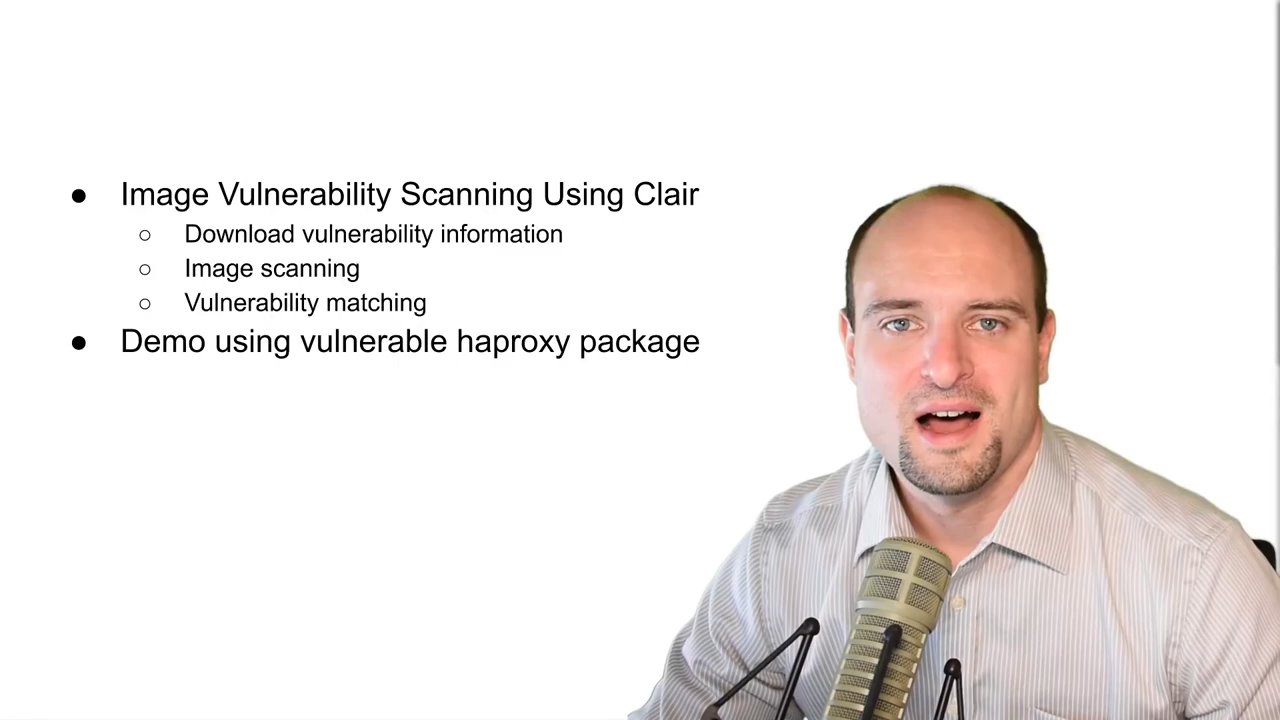 ● Image Vulnerability Scanning Using Clair
○ Download vulnerability information
○ Image scanning
○ Vulnerability matching
● Demo using vulnerable haproxy package